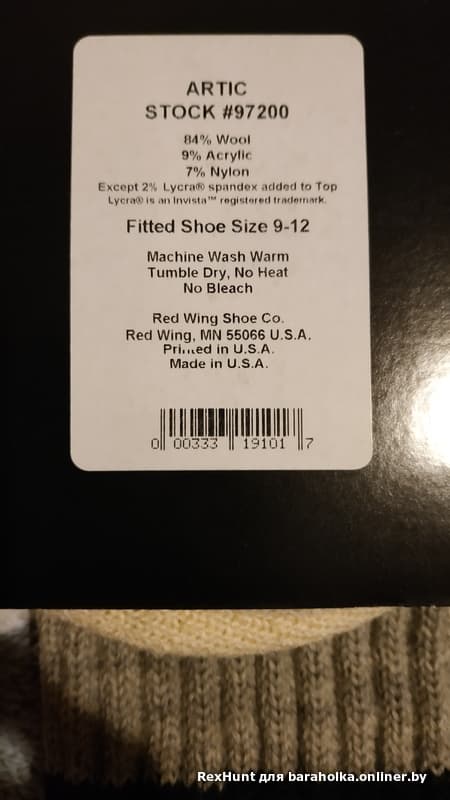 ARTIC
STOCK #97200
84% Wool
9% Acrylic
7% Nylon
Except 2% Lycra® spandex added to Top
Lycra® is an Invista™ registered trademark.
Fitted Shoe Size 9-12
Machine Wash Warm
Tumble Dry, No Heat
No Bleach
Red Wing Shoe Co.
Red Wing, MN 55066 U.S.A.
Printed in U.S.A.
Made in U.S.A.
0 00333 19101 7
RexHunt для baraholka.onliner.by